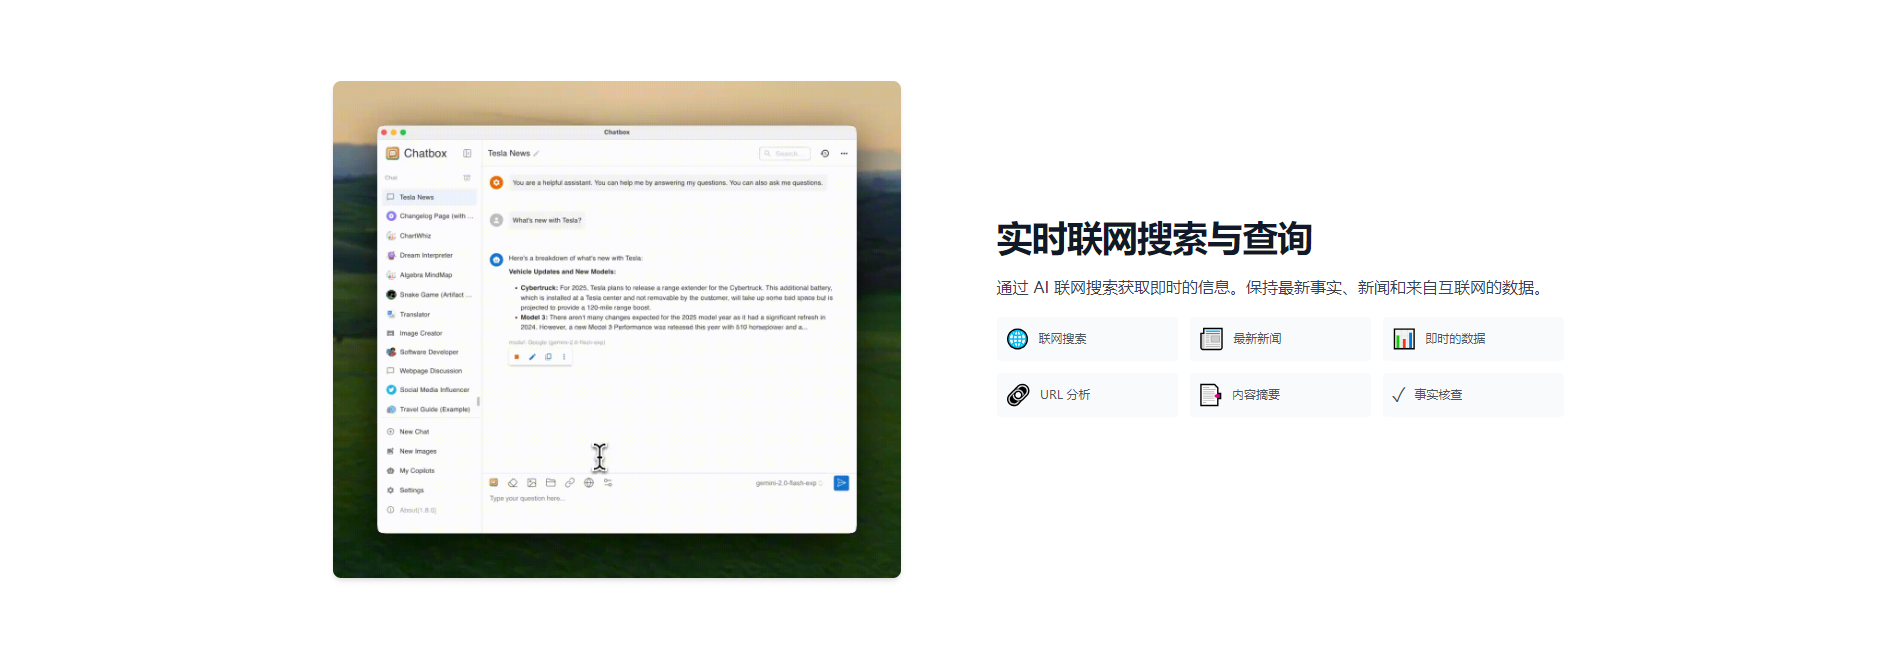 Chatbox
Chatbox
Chat
Tesla News
Changelog Page (with ...
ChartWhiz
Dream Interpreter
Algebra MindMap
Snake Game (Artifact ...
Translator
Image Creator
Software Developer
Webpage Discussion
Social Media Influencer
Travel Guide (Example)
New Chat
New Images
My Copilots
Settings
About(1.8.0)
Tesla News
Search...
You are a helpful assistant. You can help me by answering my questions. You can also ask me questions.
What's new with Tesla?
Here's a breakdown of what's new with Tesla:
Vehicle Updates and New Models:
• Cybertruck: For 2025, Tesla plans to release a range extender for the Cybertruck. This additional battery,
which is installed at a Tesla center and not removable by the customer, will take up some bad space but is
projected to provide a 120-mile range boost.
• Model 3: There aren't many changes expected for the 2025 model year as it had a significant refresh in
2024. However, a new Model 3 Performance was released this year with 510 horsepower and a...
model: Google (gemini-2.0-flash-exp)
gemini-2.0-flash-exp
Type your question here...
实时联网搜索与查询
通过 AI 联网搜索获取即时的信息。保持最新事实、新闻和来自互联网的数据。
联网搜索
最新新闻
即时的数据
URL 分析
内容摘要
事实核查